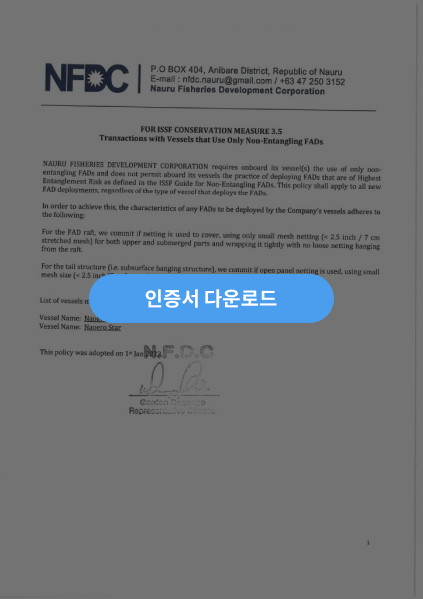 NFDC
P.O BOX 404, Anibare District, Republic of Nauru
E-mail : nfdc.nauru@gmail.com / +63 47 250 3152
Nauru Fisheries Development Corporation
FOR ISSF CONSERVATION MEASURE 3.5
Transactions with Vessels that Use Only Non-Entangling FADs
NAURU FISHERIES DEVELOPMENT CORPORATION requires onboard its vessel(s) the use of only non-
entangling FADs and does not permit aboard its vessels the practice of deploying FADs that are of Highest
Entanglement Risk as defined in the ISSF Guide for Non-Entangling FADs. This policy shall apply to all new
FAD deployments, regardless of the type of vessel that deploys the FADs.
In order to achieve this, the characteristics of any FADs to be deployed by the Company's vessels adheres to
the following:
For the FAD raft, we commit if netting is used to cover, using only small mesh netting (< 2.5 inch / 7 cm
stretched mesh) for both upper and submerged parts and wrapping it tightly with no loose netting hanging
from the raft.
For the tail structure (i.e. subsurface hanging structure), we commit if open panel netting is used, using small
mesh size (< 2.5 inch
인증서 다운로드
List of vessels
Vessel Name:
Vessel Name: Nauero Star
This policy was adopted on 1st Jan
N.F.D.C
Representative
1